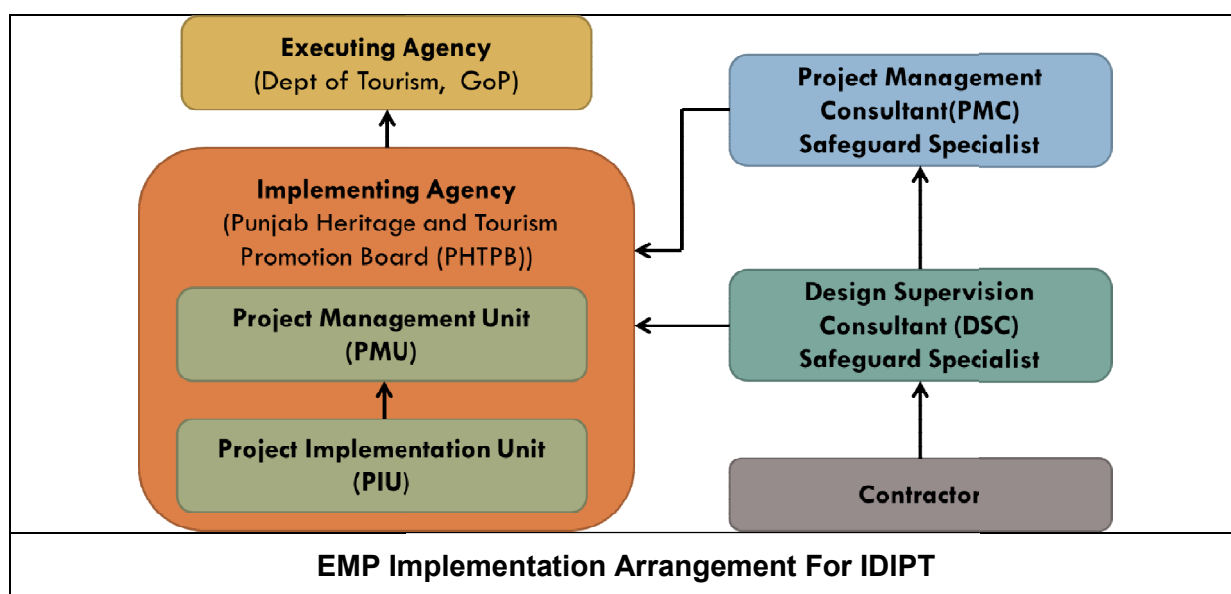 Executing Agency
(Dept of Tourism, GoP)
Implementing Agency
(Punjab Heritage and Tourism
Promotion Board (PHTPB))
Project Management Unit
(PMU)
Project Implementation Unit
(PIU)
Project Management
Consultant(PMC)
Safeguard Specialist
Design Supervision
Consultant (DSC)
Safeguard Specialist
Contractor
EMP Implementation Arrangement For IDIPT